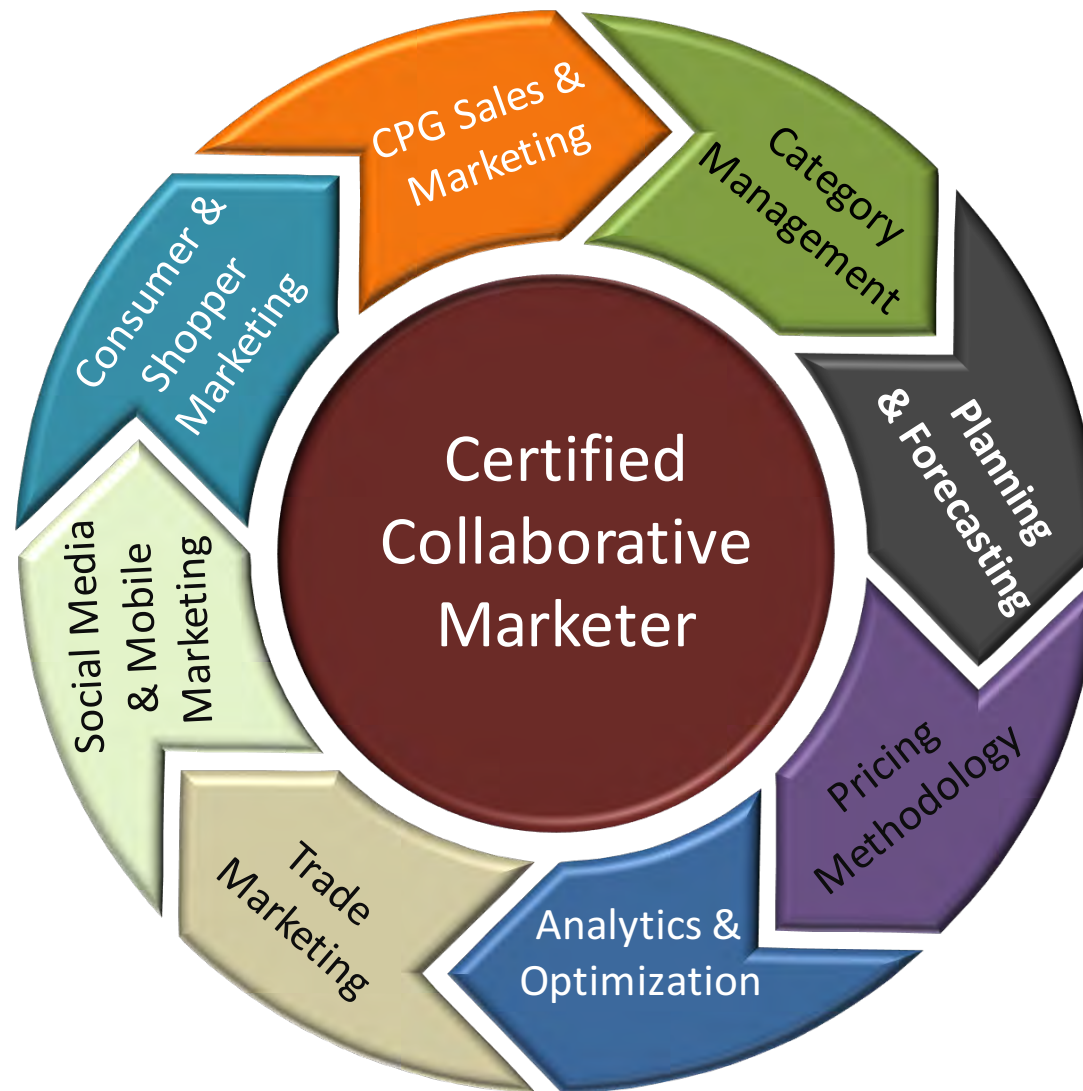 CPG Sales &
Marketing
Category
Management
Planning
& Forecasting
Pricing
Methodology
Analytics &
Optimization
Trade
Marketing
Social Media
& Mobile
Marketing
Consumer &
Shopper
Marketing
Certified
Collaborative
Marketer